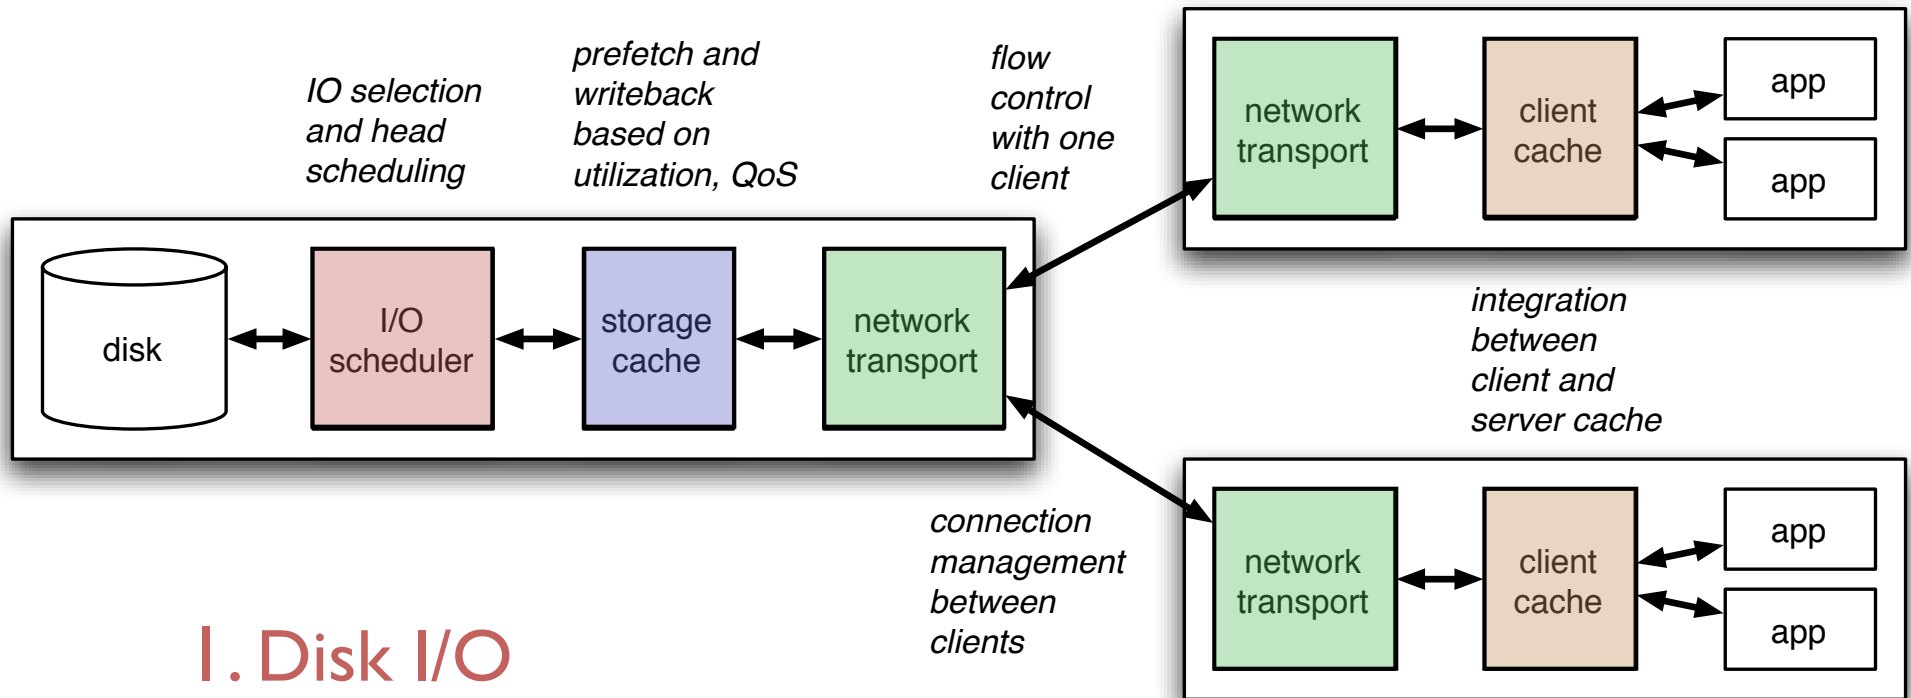 IO selection
and head
scheduling
prefetch and
writeback
based on
utilization, QoS
flow
control
with one
client
network
transport
client
cache
app
app
disk
I/O
scheduler
storage
cache
network
transport
integration
between
client and
server cache
connection
management
between
clients
network
transport
client
cache
app
app
1. Disk I/O